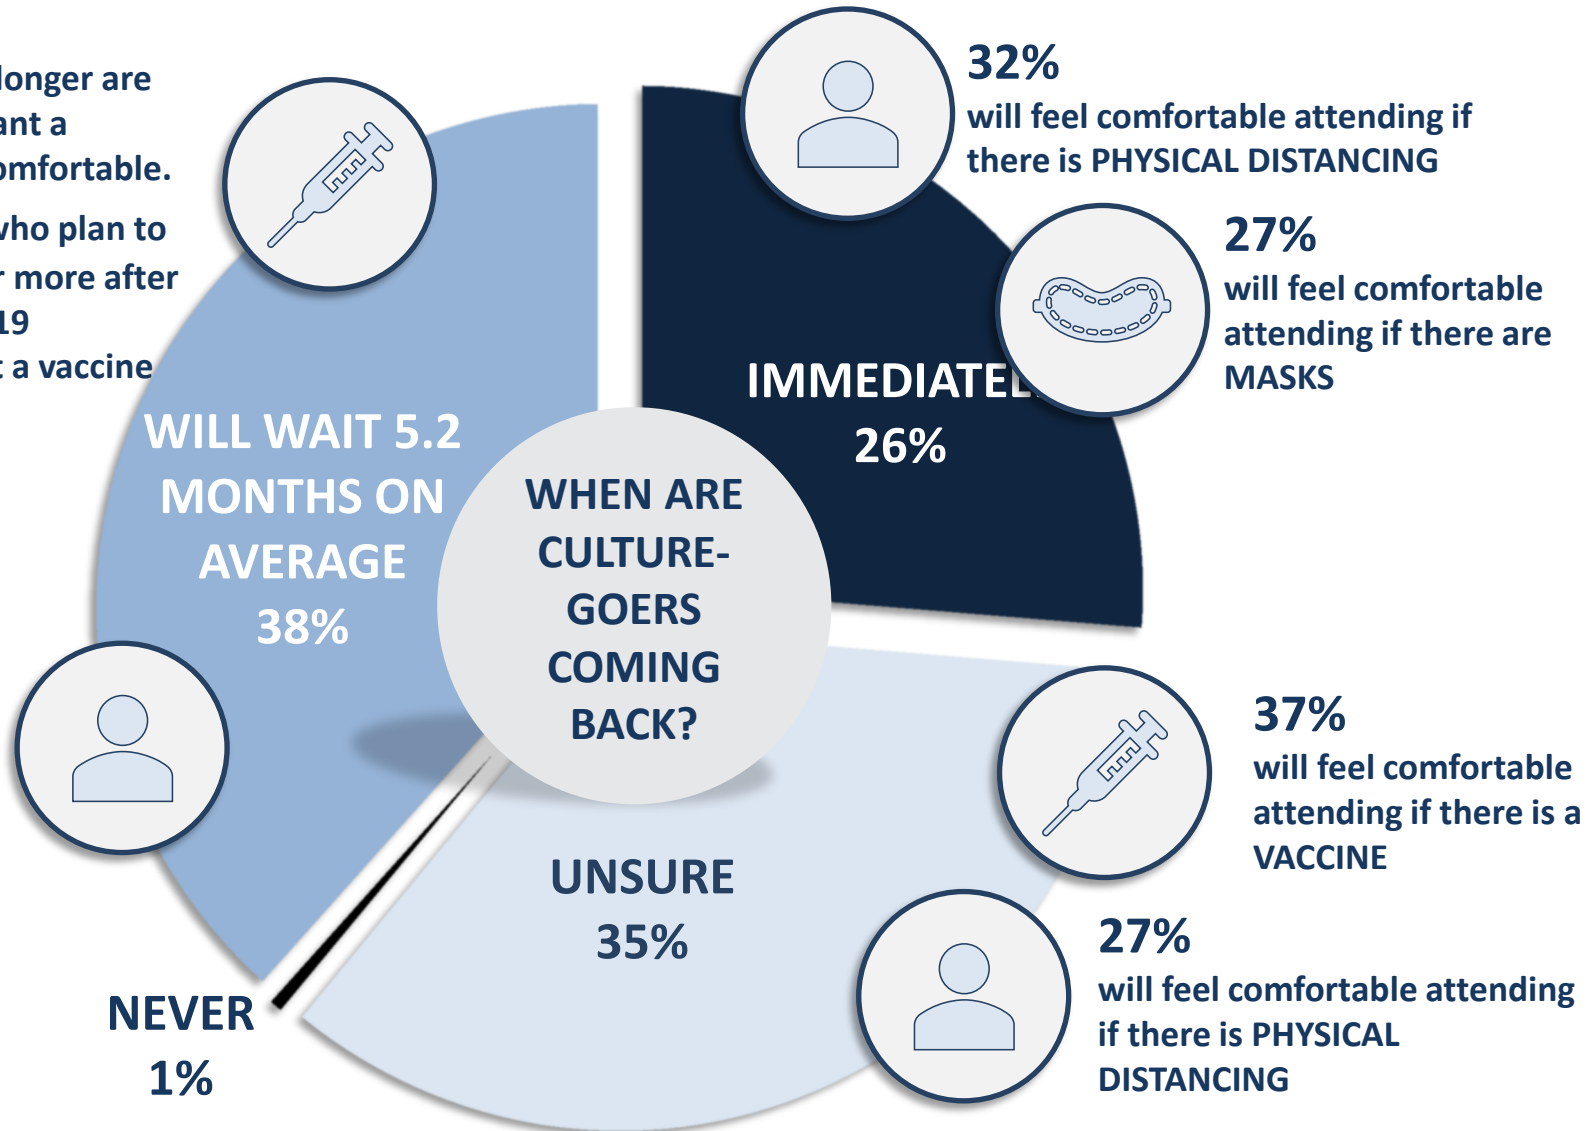 longer are
ant a
omfortable.
who plan to
r more after
19
t a vaccine
32%
will feel comfortable attending if
there is PHYSICAL DISTANCING
27%
will feel comfortable
attending if there are
MASKS
IMMEDIATEL
26%
WILL WAIT 5.2
MONTHS ON
AVERAGE
38%
WHEN ARE
CULTURE-
GOERS
COMING
BACK?
37%
will feel comfortable
attending if there is a
VACCINE
UNSURE
35%
27%
will feel comfortable attending
if there is PHYSICAL
DISTANCING
NEVER
1%